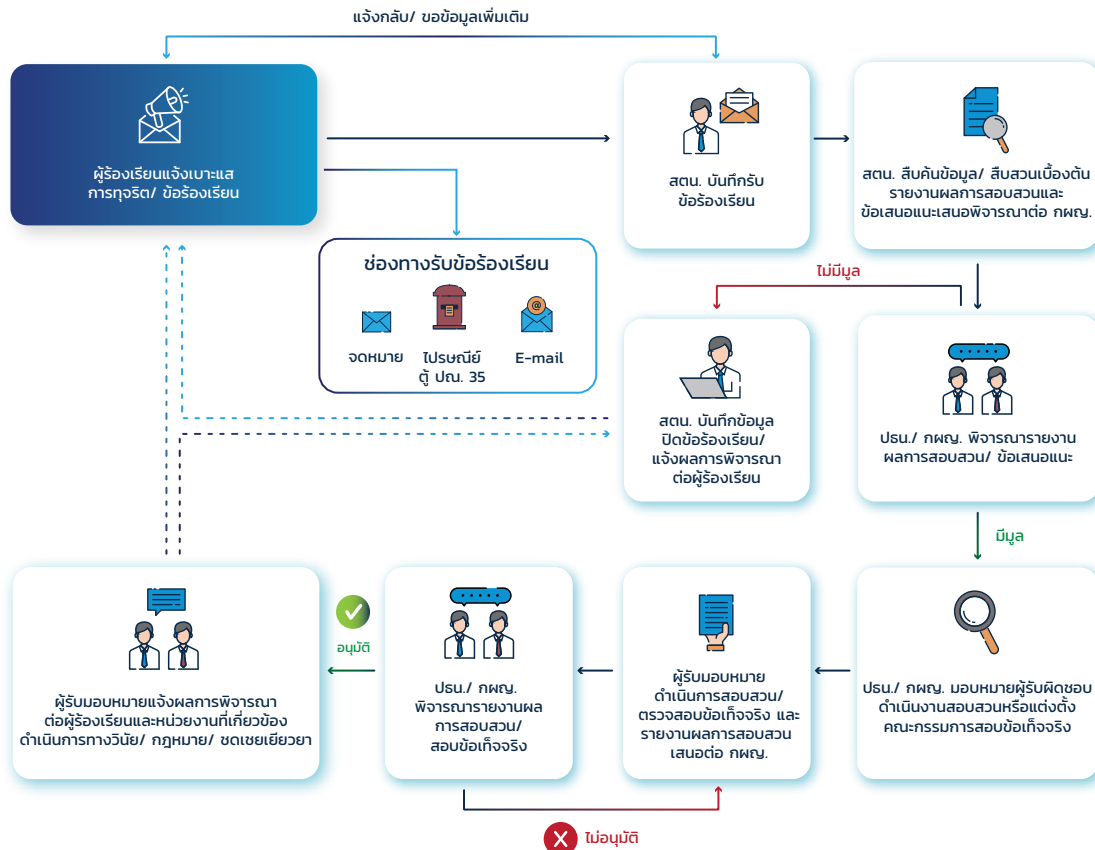 แจ้งกลับ/ ขอข้อมูลเพิ่มเติม
ผู้ร้องเรียนแจ้งเบาะแส
การทุจริต/ ข้อร้องเรียน
สตน. บันทึกรับ
ข้อร้องเรียน
สตน. สืบค้นข้อมูล/ สืบสวนเบื้องต้น
รายงานผลการสอบสวนและ
ข้อเสนอแนะเสนอพิจารณาต่อ กผญ.
ช่องทางรับข้อร้องเรียน
จดหมาย
ไปรษณีย์
ตู้ ปณ. 35
@
E-mail
ไม่มีมูล
สตน. บันทึกข้อมูล
ปิดข้อร้องเรียน/
แจ้งผลการพิจารณา
ต่อผู้ร้องเรียน
ปธน./ กผญ. พิจารณารายงาน
ผลการสอบสวน/ ข้อเสนอแนะ
มีมูล
ปธน./ กผญ. มอบหมายผู้รับผิดชอบ
ดำเนินงานสอบสวนหรือแต่งตั้ง
คณะกรรมการสอบข้อเท็จจริง
ผู้รับมอบหมาย
ดำเนินการสอบสวน/
ตรวจสอบข้อเท็จจริง และ
รายงานผลการสอบสวน
เสนอต่อ กผญ.
ปธน./ กผญ.
พิจารณารายงานผล
การสอบสวน/
สอบข้อเท็จจริง
อนุมัติ
ผู้รับมอบหมายแจ้งผลการพิจารณา
ต่อผู้ร้องเรียนและหน่วยงานที่เกี่ยวข้อง
ดำเนินการทางวินัย/ กฎหมาย/ ชดเชยเยียวยา
X ไม่อนุมัติ